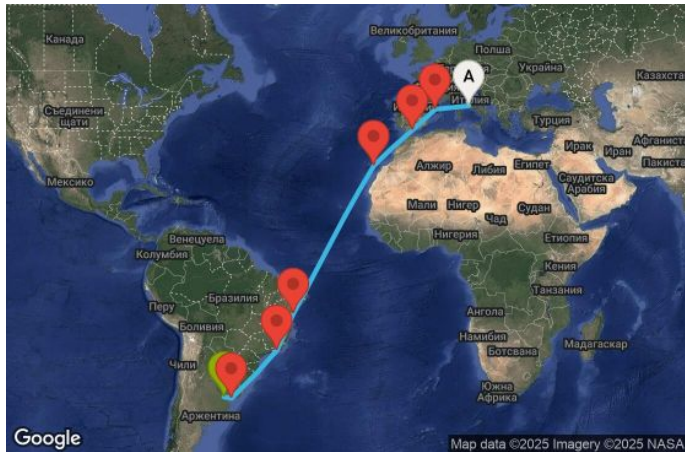 Канада
Великобритания
Полша
Украйна
Казахста
A
Италия
Съединени
щати
Турция
Афганиста
Ирак
Иран
Пакиста
Алжир
Либия
Египет
Саудитска
Арабия
Мексико
Мали
Нигер
Судан
Чад
Нигерия
Етиопия
Венецуела
Колумбия
Кения
Бразилия
Танзания
Перу
Ангола
Боливия
Намибия
Мадагаскар
Ботсвана
Чили
Южна
Африка
Аржентина
Google
Map data ©2025 Imagery ©2025 NASA